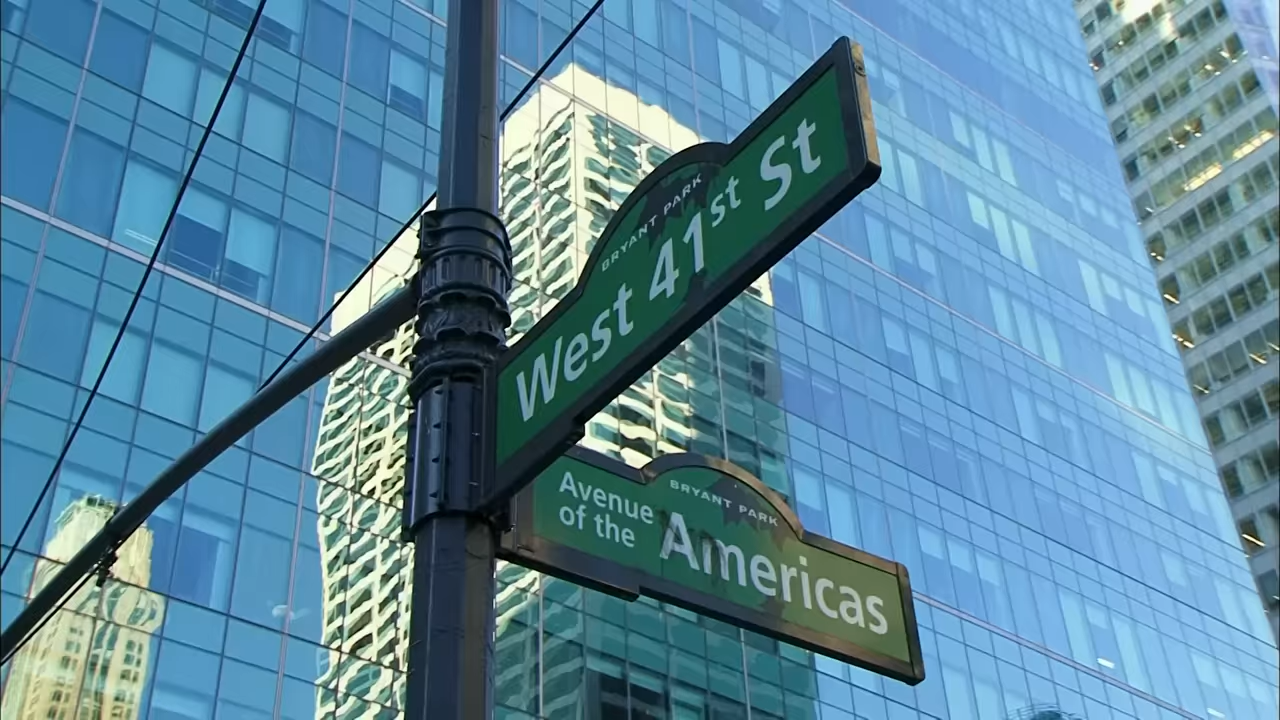 BRYANT PARK
West 41st St
BRYANT PARK
Avenue
of the
Americas